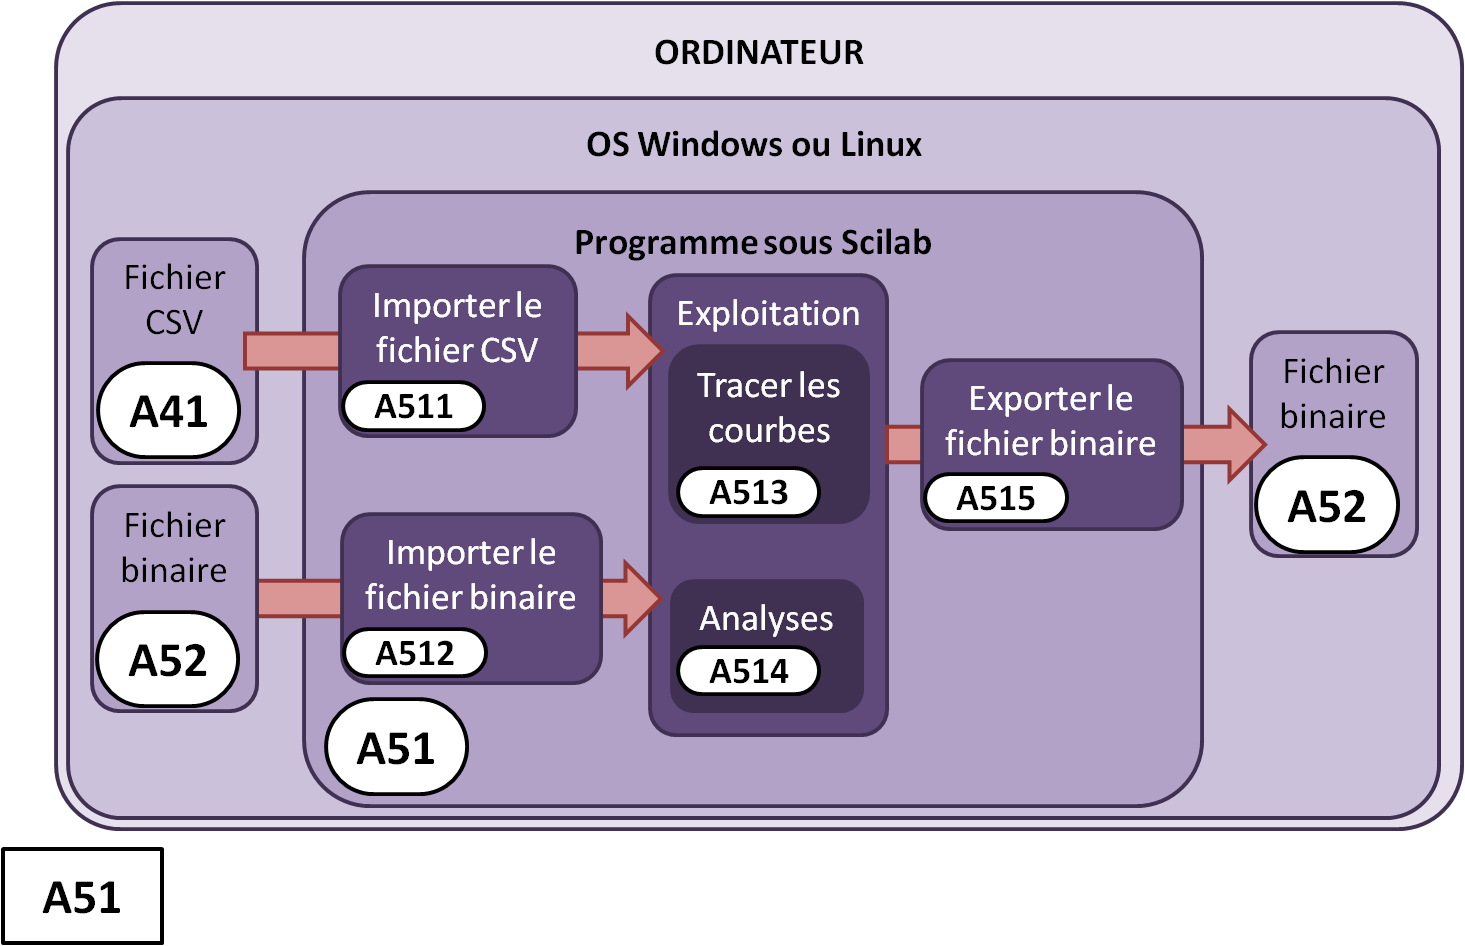 ORDINATEUR
OS Windows ou Linux
Programme sous Scilab
Fichier
CSV
A41
Fichier
binaire
A52
Importer le
fichier CSV
A511
Importer le
fichier binaire
A512
A51
Exploitation
Tracer les
courbes
A513
Analyses
A514
Exporter le
fichier binaire
A515
Fichier
binaire
A52
A51